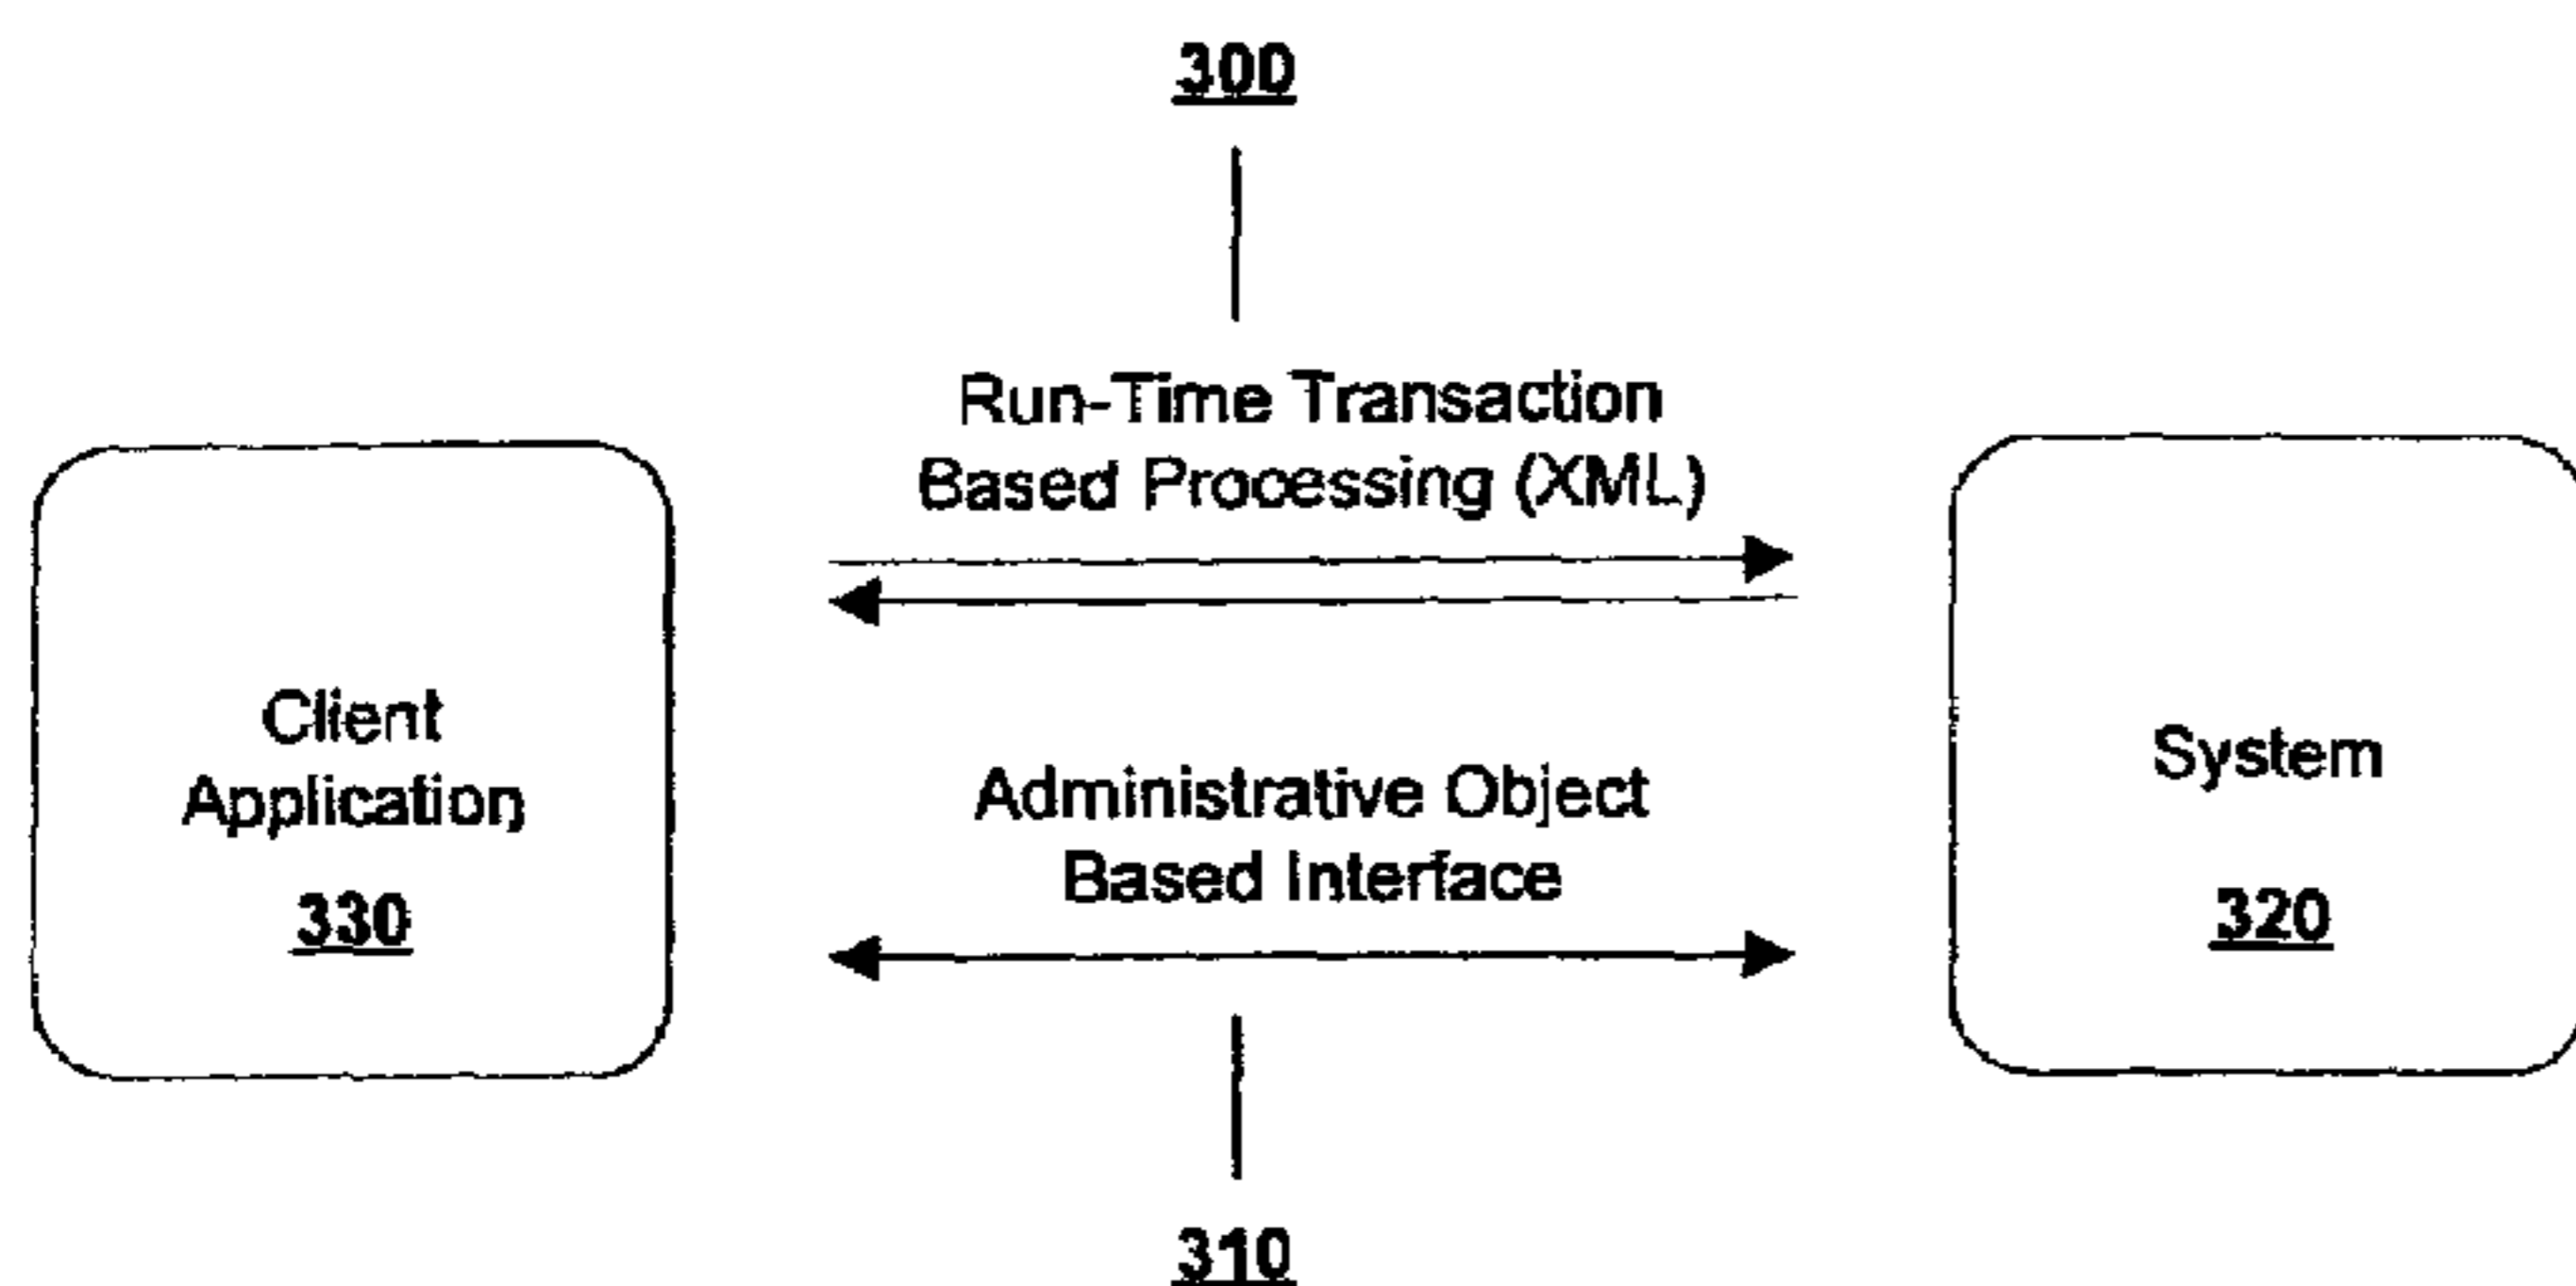 300
Run-Time Transaction
Based Processing (XML)
Client
Application
330
Administrative Object
Based Interface
System
320
310